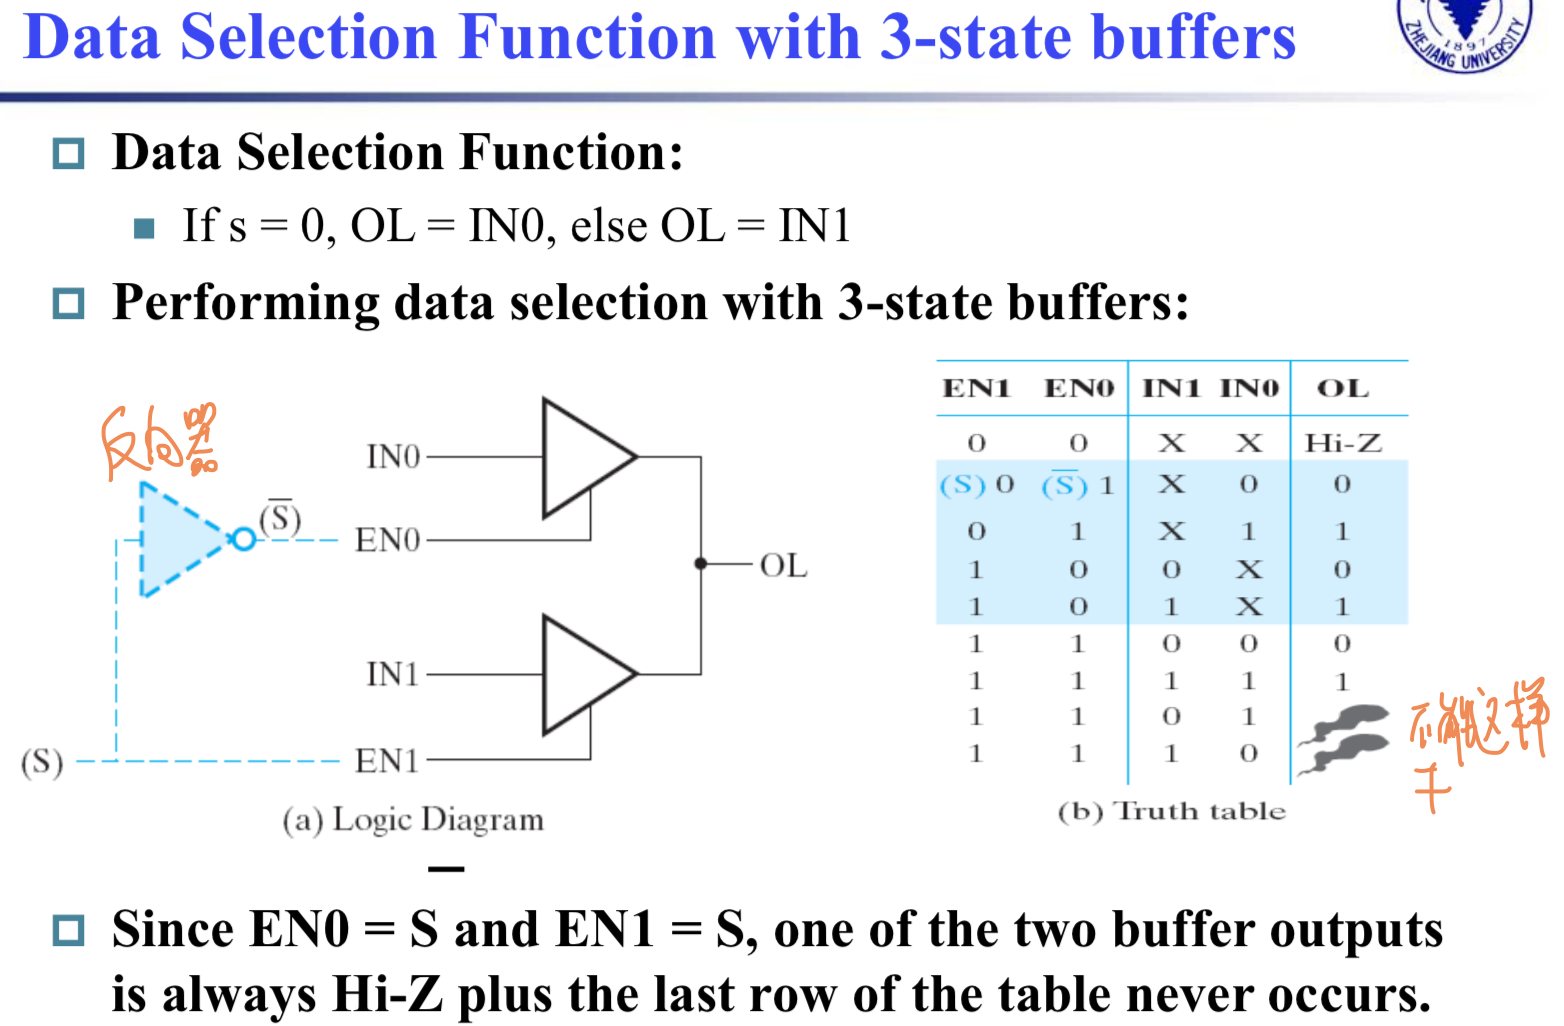 Data Selection Function with 3-state buffers
1897
ZHEJIANG UNIVERSITY
Data Selection Function:
If s = 0, OL = IN0, else OL = IN1
Performing data selection with 3-state buffers:
反向器
IN0
(S̅)
EN0
OL
IN1
(S)
EN1
(a) Logic Diagram
EN1 EN0 IN1 IN0 OL
0 0 X X Hi-Z
(S) 0 (S̅) 1 X 0 0
0 1 X 1 1
1 0 0 X 0
1 0 1 X 1
1 1 0 0 0
1 1 1 1 1
1 1 0 1
1 1 1 0
不能这样
干
(b) Truth table
Since EN0 = S̅ and EN1 = S, one of the two buffer outputs
is always Hi-Z plus the last row of the table never occurs.